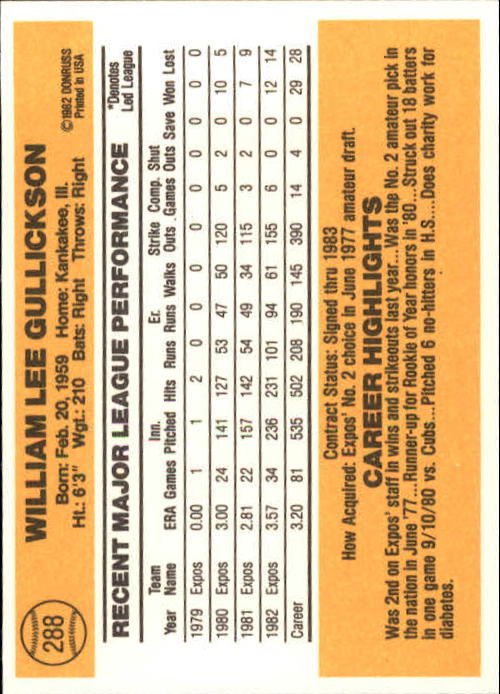 288
WILLIAM LEE GULLICKSON
Born: Feb. 20, 1959 Home: Kankakee, Ill.
Ht.: 6'3" Wgt.: 210 Bats: Right Throws: Right
©1982 DONRUSS
Printed in USA
RECENT MAJOR LEAGUE PERFORMANCE
*Denotes
Led League
Team Inn. Er. Strike Comp. Shut
Year Name ERA Games Pitched Hits Runs Runs Walks Outs Games Outs Save Won Lost
1979 Expos 0.00 1 1 2 0 0 0 0 0 0 0 0 0
1980 Expos 3.00 24 141 127 53 47 50 120 5 2 0 10 5
1981 Expos 2.81 22 157 142 54 49 34 115 3 2 0 7 9
1982 Expos 3.57 34 236 231 101 94 61 155 6 0 0 12 14
Career 3.20 81 535 502 208 190 145 390 14 4 0 29 28
Contract Status: Signed thru 1983
How Acquired: Expos' No. 2 choice in June 1977 amateur draft.
CAREER HIGHLIGHTS
Was 2nd on Expos' staff in wins and strikeouts last year...Was the No. 2 amateur pick in
the nation in June '77...Runner-up for Rookie of Year honors in '80...Struck out 18 batters
in one game 9/10/80 vs. Cubs...Pitched 6 no-hitters in H.S....Does charity work for
diabetes.